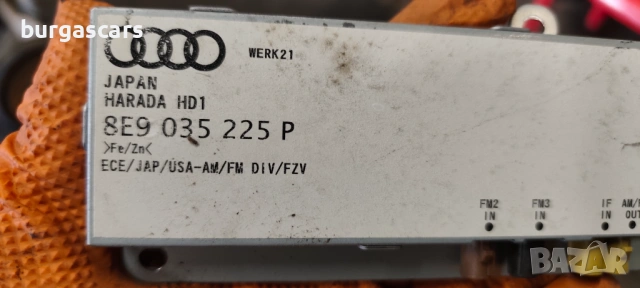 burgascars
WERK21
JAPAN
HARADA HD1
8E9 035 225 P
>Fe/Zn<
ECE/JAP/USA-AM/FM DIV/FZV
FM2 FM3 IF
IN IN IN OUT
BAZAR